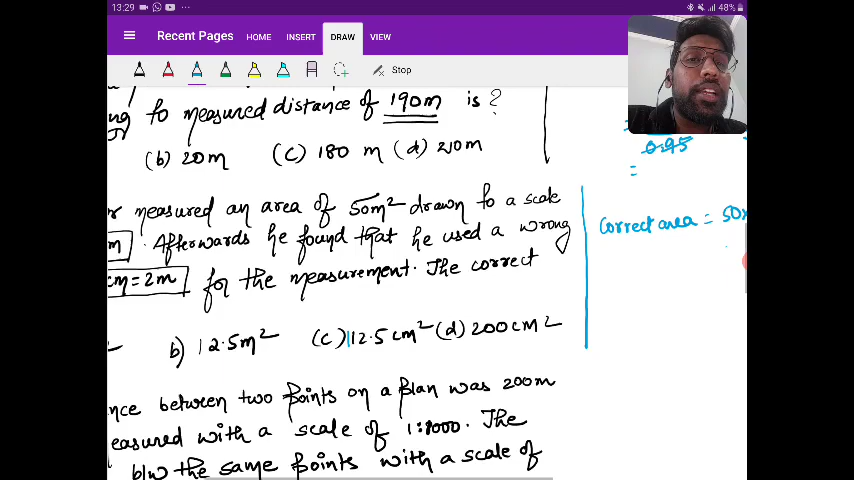 13:29
48%
Recent Pages HOME INSERT DRAW VIEW
Stop
to measured distance of 190m is?
(b) 20m (c) 180 m (d) 210m
measured an area of 50m² drawn to a scale
m. Afterwards he found that he used a wrong
cm = 2m for the measurement. The correct
b) 12.5m² (c) 112.5 cm² (d) 200cm2
between two points on a plan was 200m
with a scale of 1:1000. The
b/w the same points with a scale of
0.95
=
Correct area = 50x